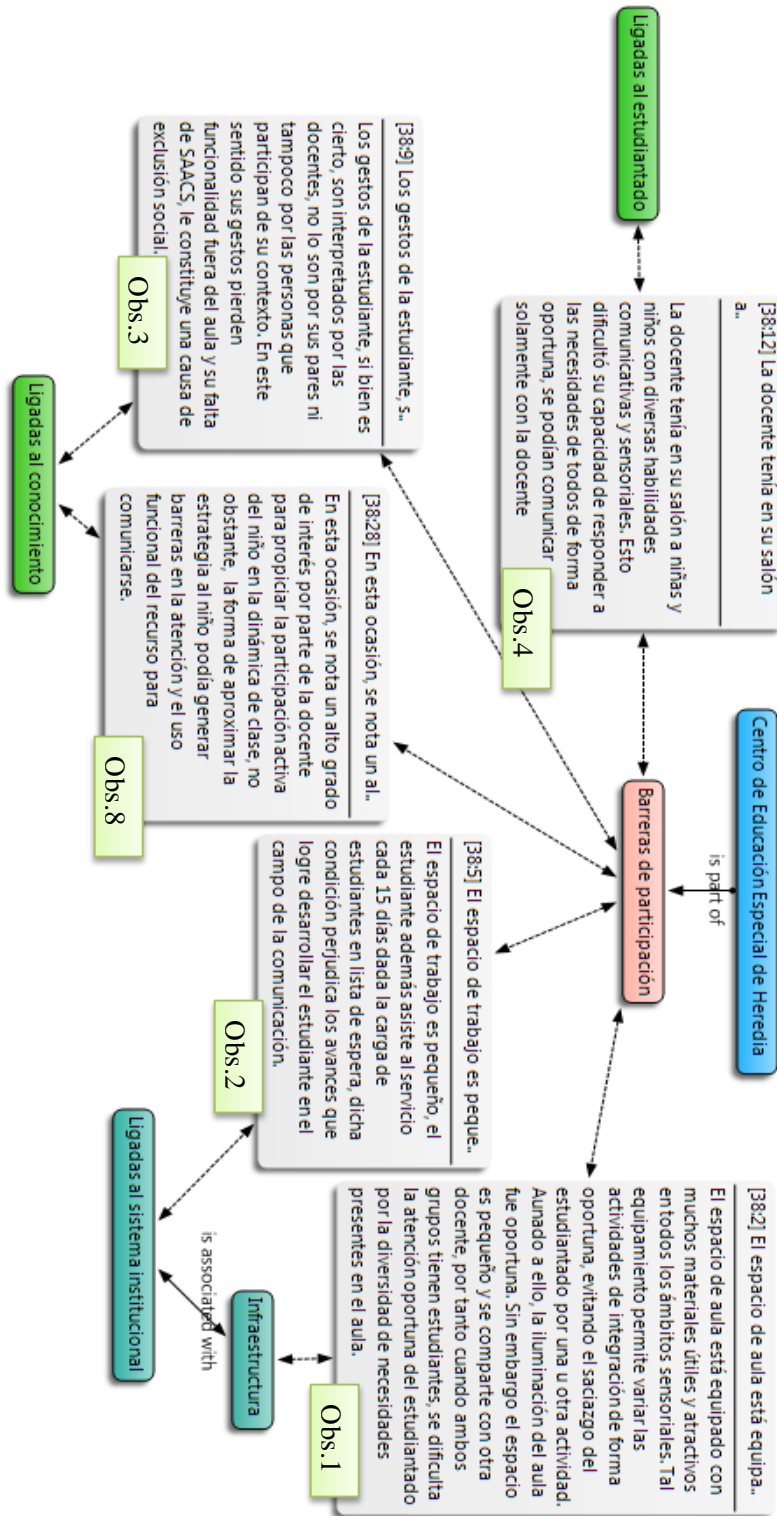 Centro de Educación Especial de Heredia
is part of
Barreras de participación
Ligadas al estudiantado
[38:12] La docente tenía en su salón
a..
La docente tenía en su salón a niñas y
niños con diversas habilidades
comunicativas y sensoriales. Esto
dificultó su capacidad de responder a
las necesidades de todos de forma
oportuna, se podían comunicar
solamente con la docente
Obs.4
[38:9] Los gestos de la estudiante, s..
Los gestos de la estudiante, si bien es
cierto, son interpretados por las
docentes, no lo son por sus pares ni
tampoco por las personas que
participan de su contexto. En este
sentido sus gestos pierden
funcionalidad fuera del aula y su falta
de SAACS, le constituye una causa de
exclusión social.
Obs.3
[38:28] En esta ocasión, se nota un al..
En esta ocasión, se nota un alto grado
de interés por parte de la docente
para propiciar la participación activa
del niño en la dinámica de clase, no
obstante, la forma de aproximar la
estrategia al niño podía generar
barreras en la atención y el uso
funcional del recurso para
comunicarse.
Obs.8
Ligadas al conocimiento
[38:5] El espacio de trabajo es peque..
El espacio de trabajo es pequeño, el
estudiante además asiste al servicio
cada 15 días dada la carga de
estudiantes en lista de espera, dicha
condición perjudica los avances que
logre desarrollar el estudiante en el
campo de la comunicación.
Obs.2
[38:2] El espacio de aula está equipa..
El espacio de aula está equipado con
muchos materiales útiles y atractivos
en todos los ámbitos sensoriales. Tal
equipamiento permite variar las
actividades de integración de forma
oportuna, evitando el saciazgo del
estudiantado por una u otra actividad.
Aunado a ello, la iluminación del aula
fue oportuna. Sin embargo el espacio
es pequeño y se comparte con otra
docente, por tanto cuando ambos
grupos tienen estudiantes, se dificulta
la atención oportuna del estudiantado
por la diversidad de necesidades
presentes en el aula.
Obs.1
Infraestructura
is associated with
Ligadas al sistema institucional